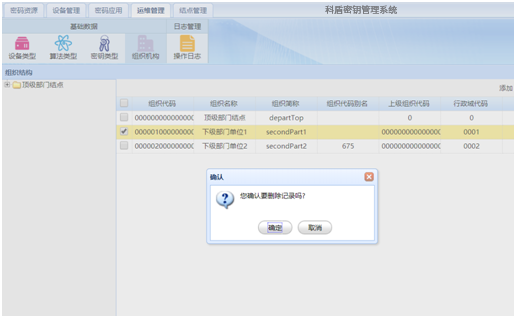 密码资源 设备管理 密码应用 运维管理 结点管理
科盾密钥管理系统
基础数据 日志管理
设备类型 算法类型 密钥类型 组织机构 操作日志
组织结构
顶级部门结点
添加
组织代码 组织名称 组织简称 组织代码别名 上级组织代码 行政域代码
000000000000000 顶级部门结点 departTop 0 0
000001000000000 下级部门单位1 secondPart1 000000000000000 0001
000002000000000 下级部门单位2 secondPart2 675 000000000000000 0002
确认
您确认要删除记录吗?
确定 取消